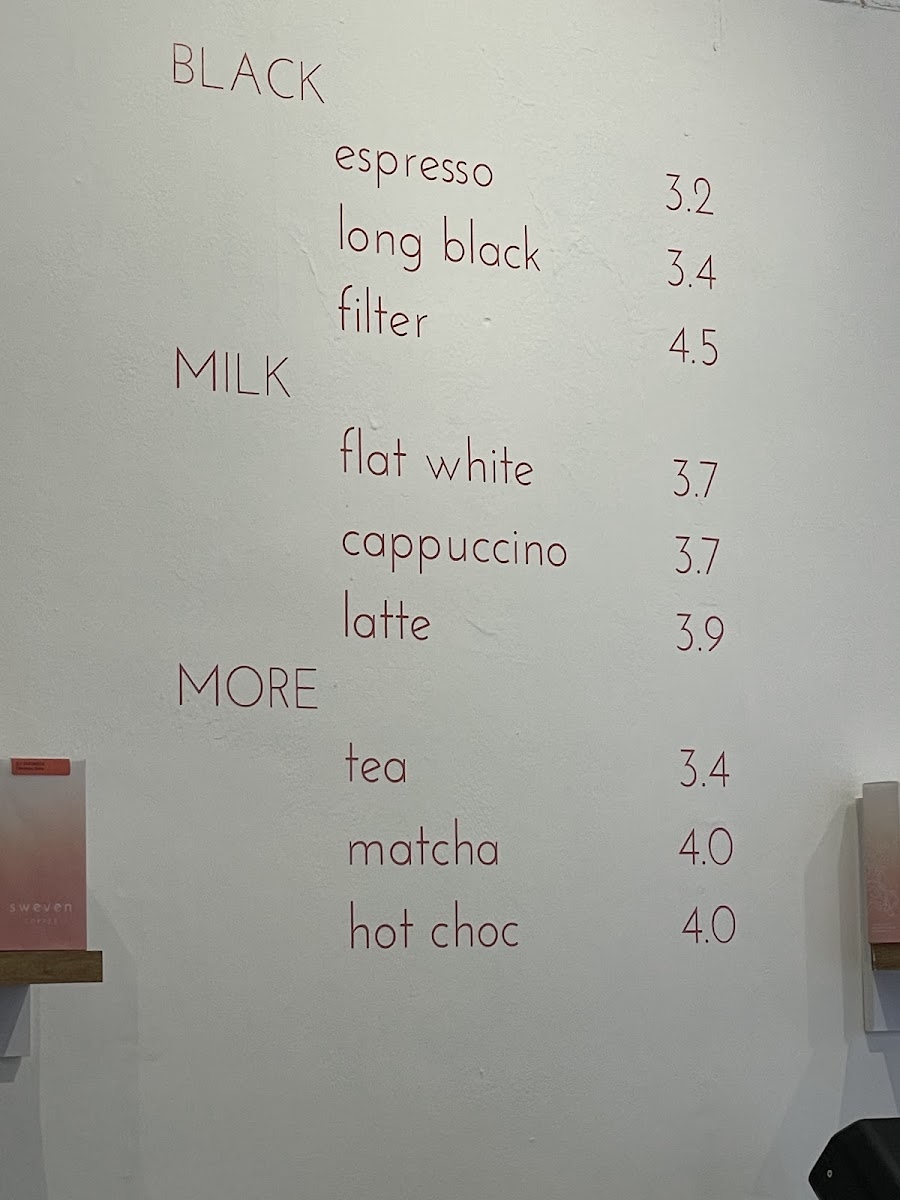 BLACK
espresso 3.2
long black 3.4
filter 4.5
MILK
flat white 3.7
cappuccino 3.7
latte 3.9
MORE
tea 3.4
matcha 4.0
hot choc 4.0
sweven
COFFEE